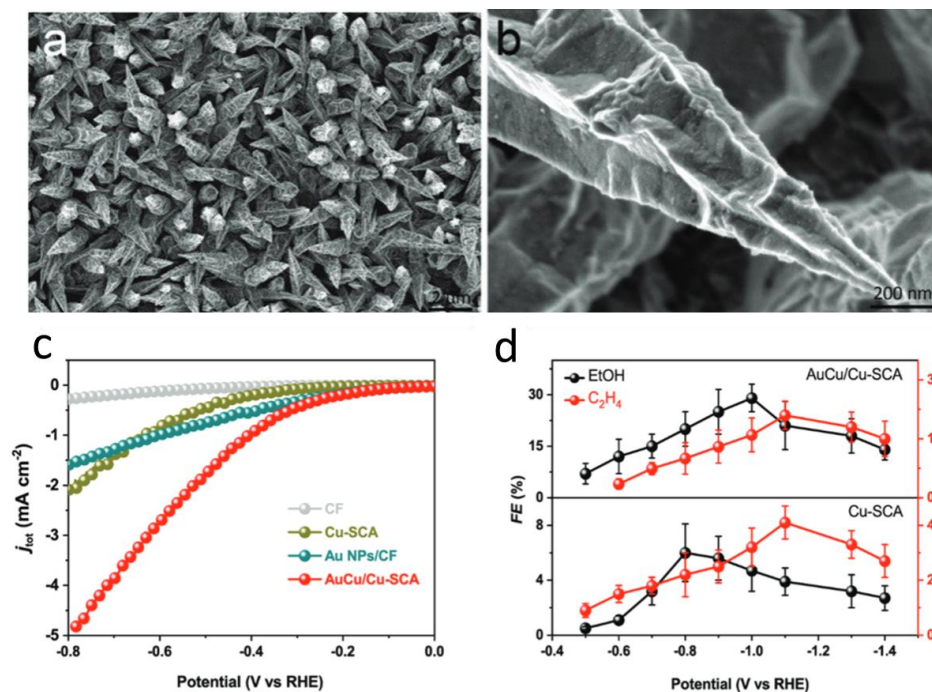 a
2 μm
b
200 nm
c
0
-1
-2
-3
-4
-5
j_tot (mA cm⁻²)
CF
Cu-SCA
Au NPs/CF
AuCu/Cu-SCA
-0.8 -0.6 -0.4 -0.2 0.0
Potential (V vs RHE)
d
EtOH
C₂H₄
AuCu/Cu-SCA
30
15
0
Cu-SCA
8
4
0
FE (%)
-0.4 -0.6 -0.8 -1.0 -1.2 -1.4
Potential (V vs RHE)